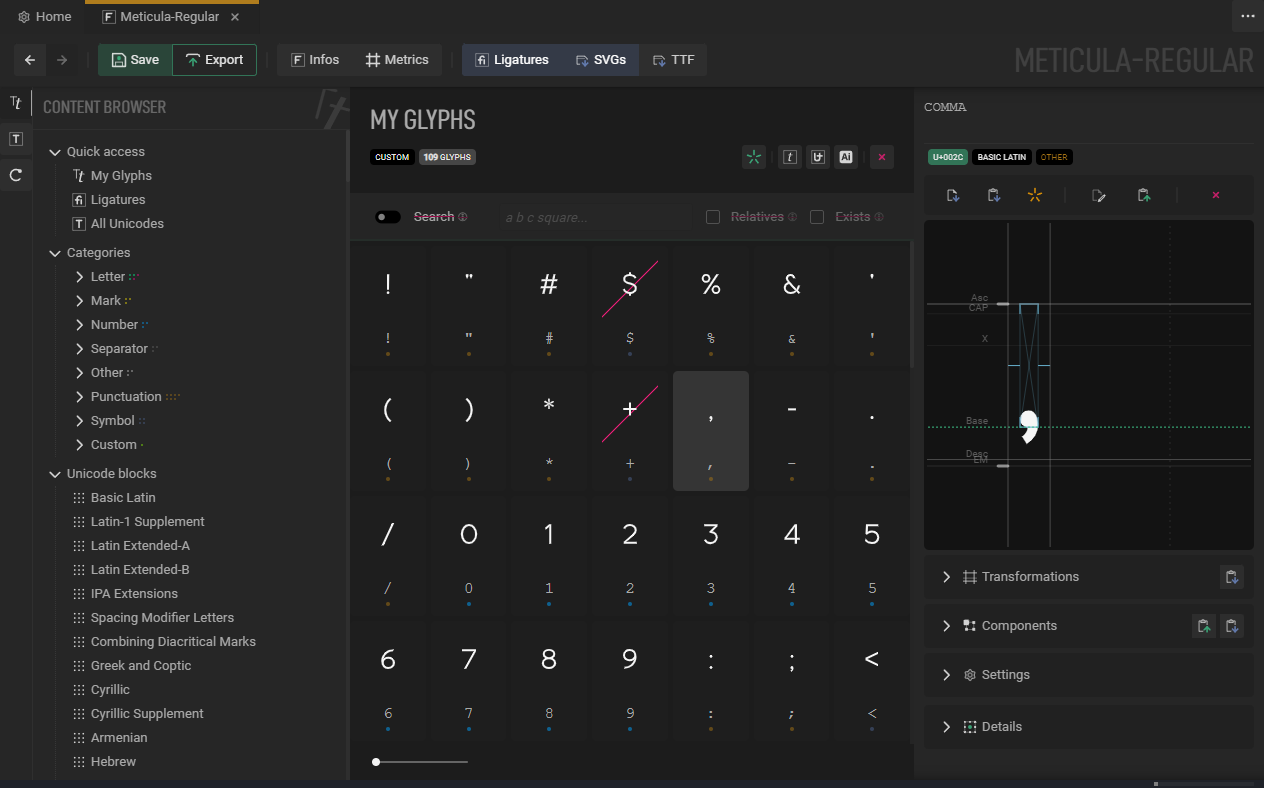 Home
Meticula-Regular
Save
Export
Infos
Metrics
Ligatures
SVGs
TTF
METICULA-REGULAR
CONTENT BROWSER
Quick access
My Glyphs
Ligatures
All Unicodes
Categories
Letter
Mark
Number
Separator
Other
Punctuation
Symbol
Custom
Unicode blocks
Basic Latin
Latin-1 Supplement
Latin Extended-A
Latin Extended-B
IPA Extensions
Spacing Modifier Letters
Combining Diacritical Marks
Greek and Coptic
Cyrillic
Cyrillic Supplement
Armenian
Hebrew
MY GLYPHS
CUSTOM 109 GLYPHS
Ai
Search a b c square... Relatives Exists
! " # $ % & '
! " # $ % & '
( ) * + , - .
( ) * + , - .
/ 0 1 2 3 4 5
/ 0 1 2 3 4 5
6 7 8 9 : ; <
6 7 8 9 : ; <
COMMA
U+002C BASIC LATIN OTHER
Aac
CAP
X
Base
,
Desc
EM
Transformations
Components
Settings
Details